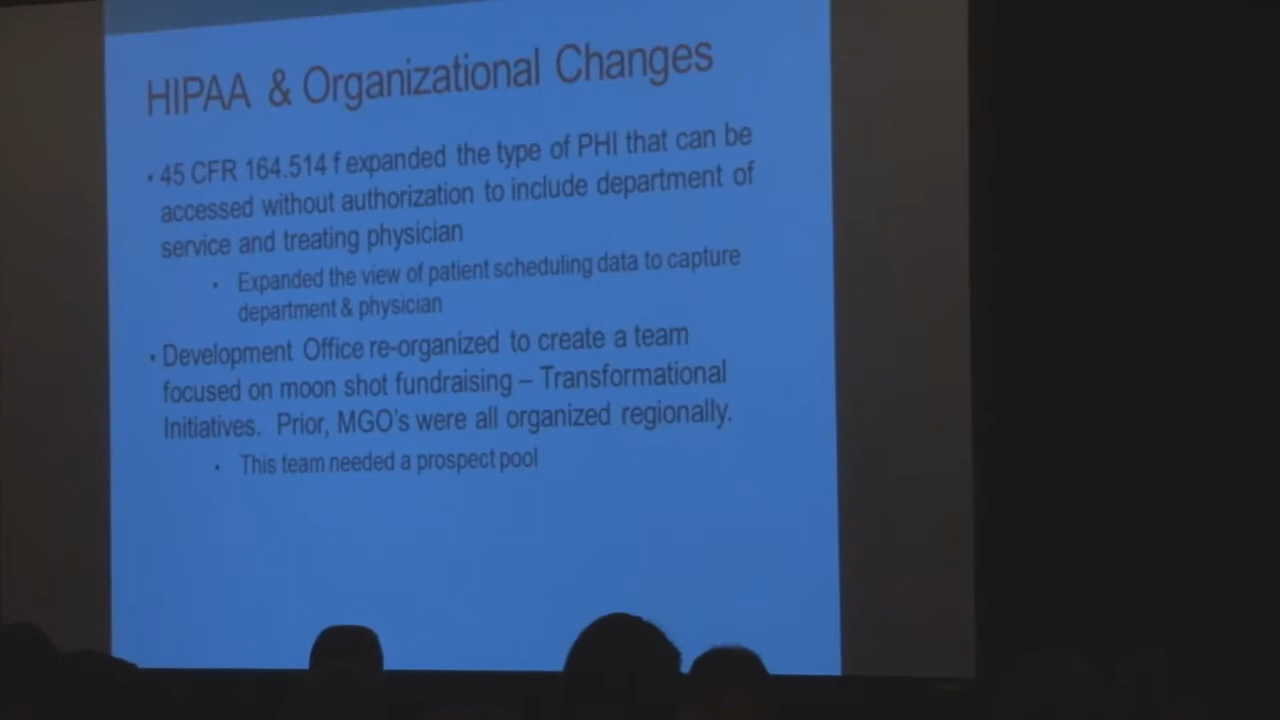 HIPAA & Organizational Changes
• 45 CFR 164.514 f expanded the type of PHI that can be
accessed without authorization to include department of
service and treating physician
• Expanded the view of patient scheduling data to capture
department & physician
• Development Office re-organized to create a team
focused on moon shot fundraising – Transformational
Initiatives. Prior, MGO's were all organized regionally.
• This team needed a prospect pool